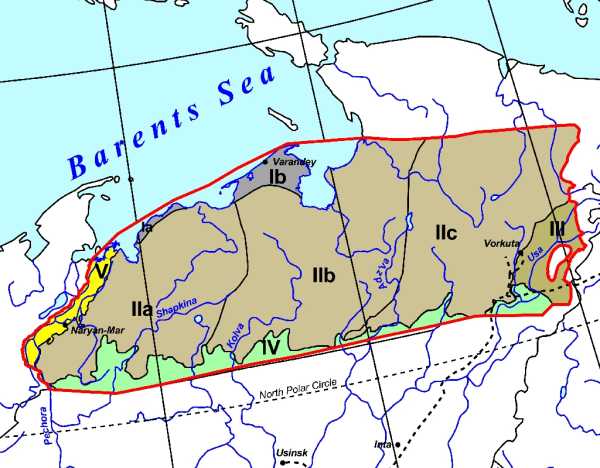 Barents Sea
Varandey
Ib
Ia
IIc
III
Vorkuta
Usa
V
IIb
Adz'va
IIa
Shapkina
Naryan-Mar
Kolva
IV
North Polar Circle
Pechora
Inta
Usinsk